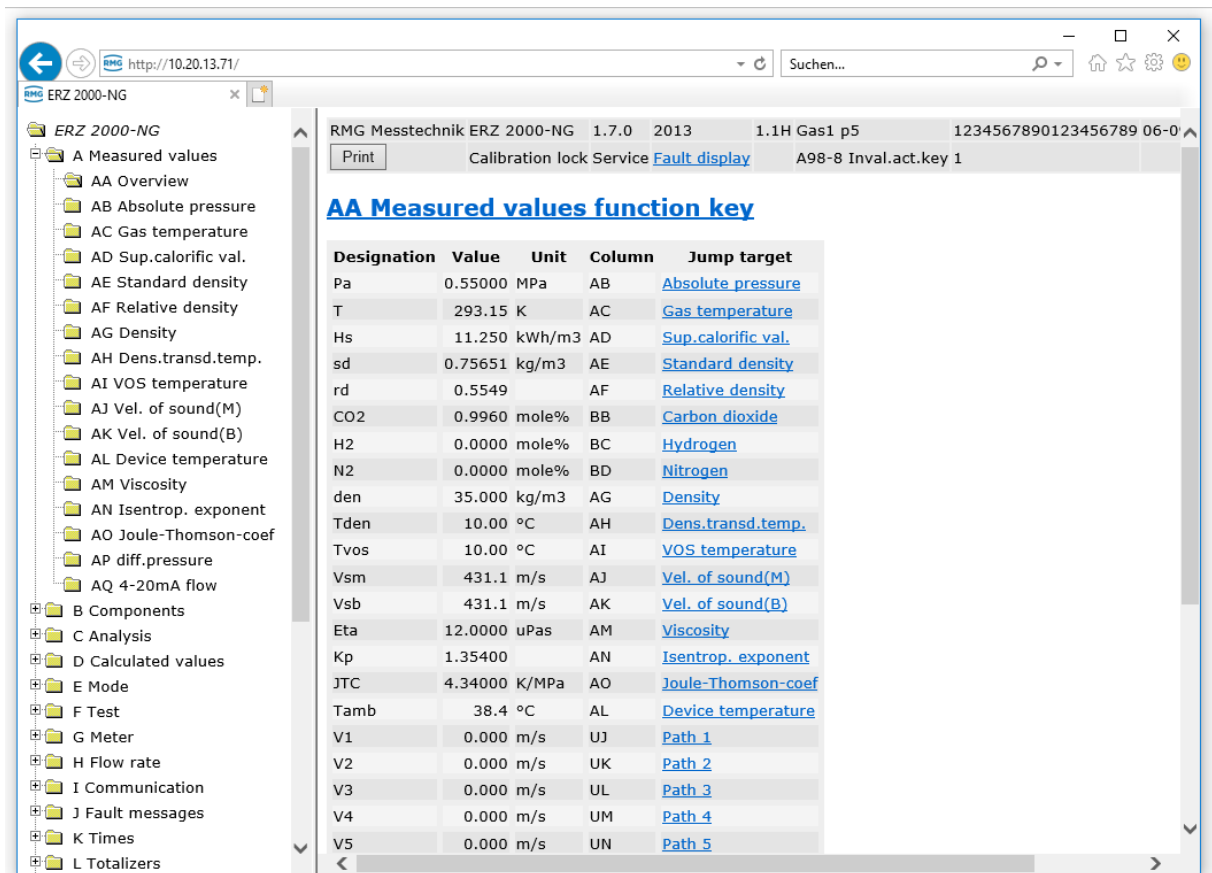 RMG http://10.20.13.71/
Suchen...
RMG ERZ 2000-NG
ERZ 2000-NG
A Measured values
AA Overview
AB Absolute pressure
AC Gas temperature
AD Sup.calorific val.
AE Standard density
AF Relative density
AG Density
AH Dens.transd.temp.
AI VOS temperature
AJ Vel. of sound(M)
AK Vel. of sound(B)
AL Device temperature
AM Viscosity
AN Isentrop. exponent
AO Joule-Thomson-coef
AP diff.pressure
AQ 4-20mA flow
B Components
C Analysis
D Calculated values
E Mode
F Test
G Meter
H Flow rate
I Communication
J Fault messages
K Times
L Totalizers
RMG Messtechnik ERZ 2000-NG 1.7.0 2013 1.1H Gas1 p5 1234567890123456789 06-0
Print Calibration lock Service Fault display A98-8 Inval.act.key 1
AA Measured values function key
Designation Value Unit Column Jump target
Pa 0.55000 MPa AB Absolute pressure
T 293.15 K AC Gas temperature
Hs 11.250 kWh/m3 AD Sup.calorific val.
sd 0.75651 kg/m3 AE Standard density
rd 0.5549 AF Relative density
CO2 0.9960 mole% BB Carbon dioxide
H2 0.0000 mole% BC Hydrogen
N2 0.0000 mole% BD Nitrogen
den 35.000 kg/m3 AG Density
Tden 10.00 °C AH Dens.transd.temp.
Tvos 10.00 °C AI VOS temperature
Vsm 431.1 m/s AJ Vel. of sound(M)
Vsb 431.1 m/s AK Vel. of sound(B)
Eta 12.0000 uPas AM Viscosity
Kp 1.35400 AN Isentrop. exponent
JTC 4.34000 K/MPa AO Joule-Thomson-coef
Tamb 38.4 °C AL Device temperature
V1 0.000 m/s UJ Path 1
V2 0.000 m/s UK Path 2
V3 0.000 m/s UL Path 3
V4 0.000 m/s UM Path 4
V5 0.000 m/s UN Path 5